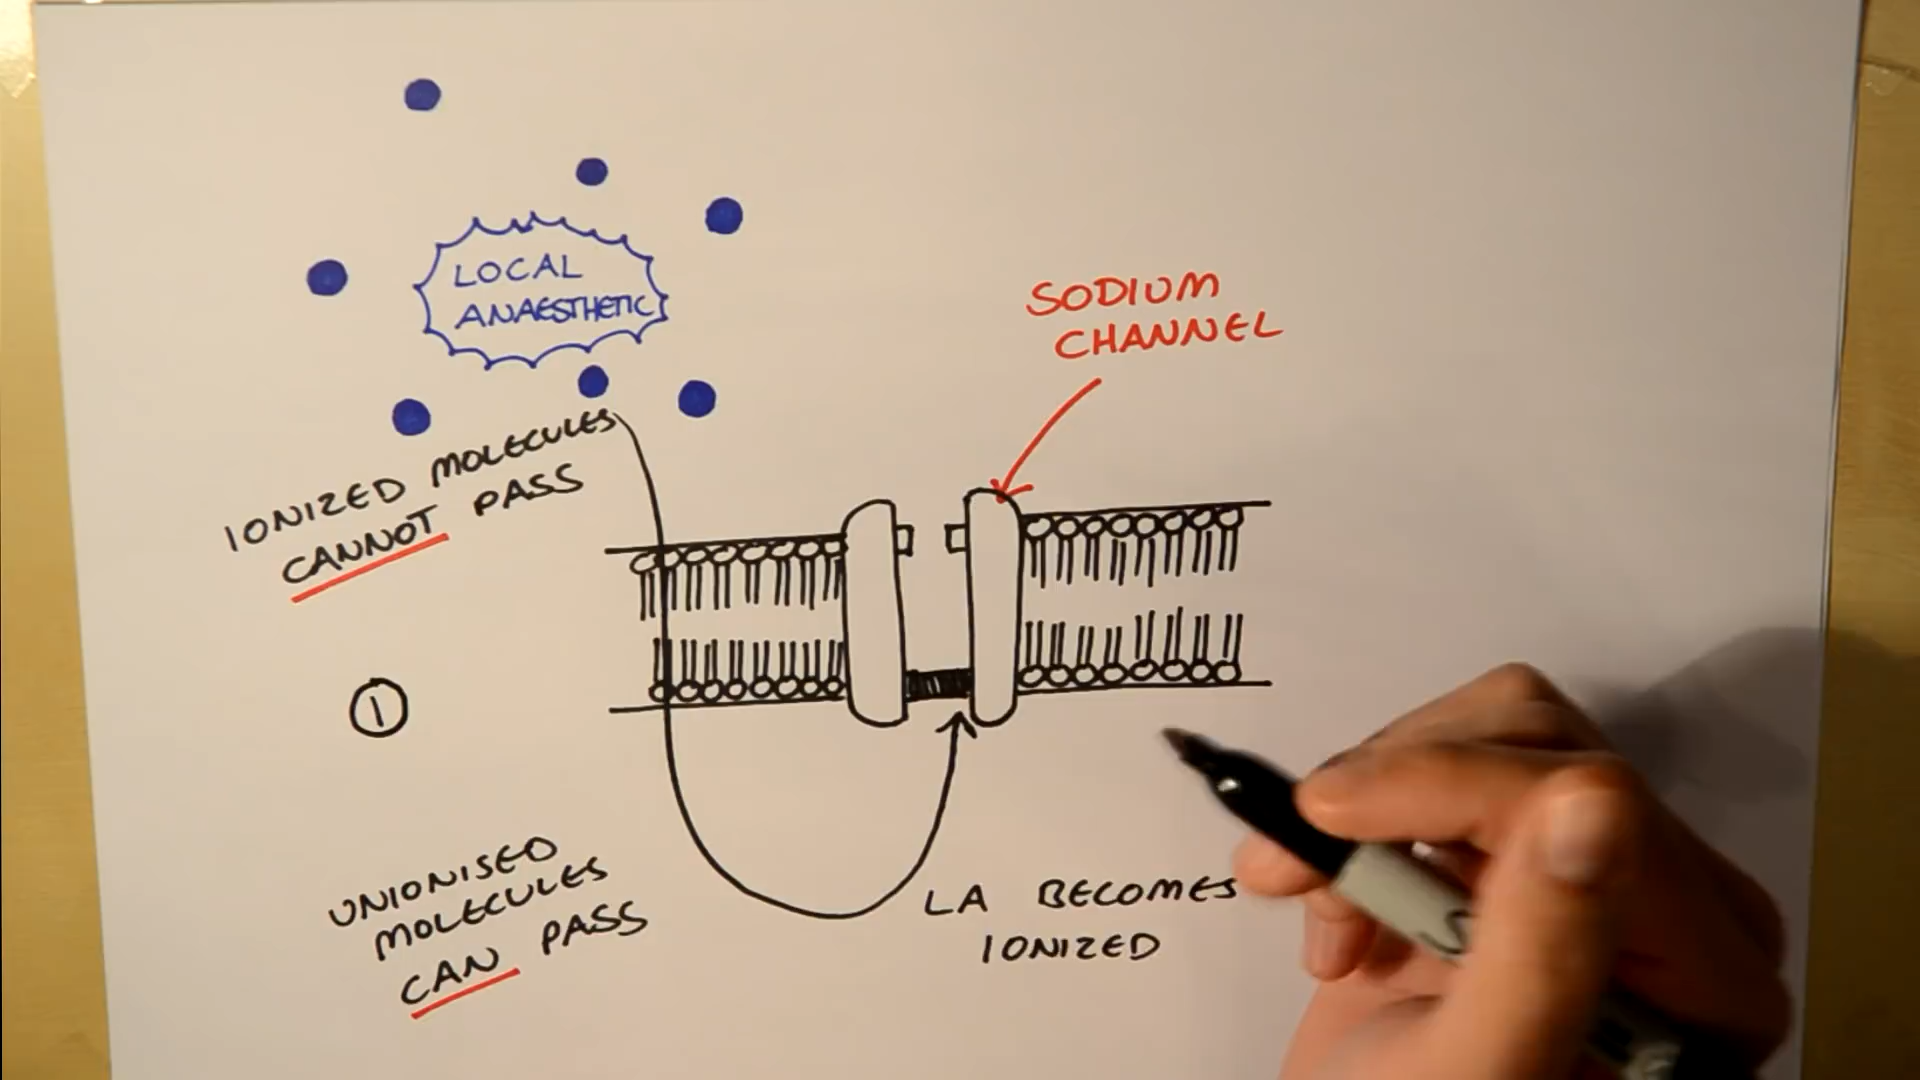 LOCAL
ANAESTHETIC
SODIUM
CHANNEL
IONIZED MOLECULES
CANNOT PASS
1
UNIONISED
MOLECULES
CAN PASS
LA BECOMES
IONIZED